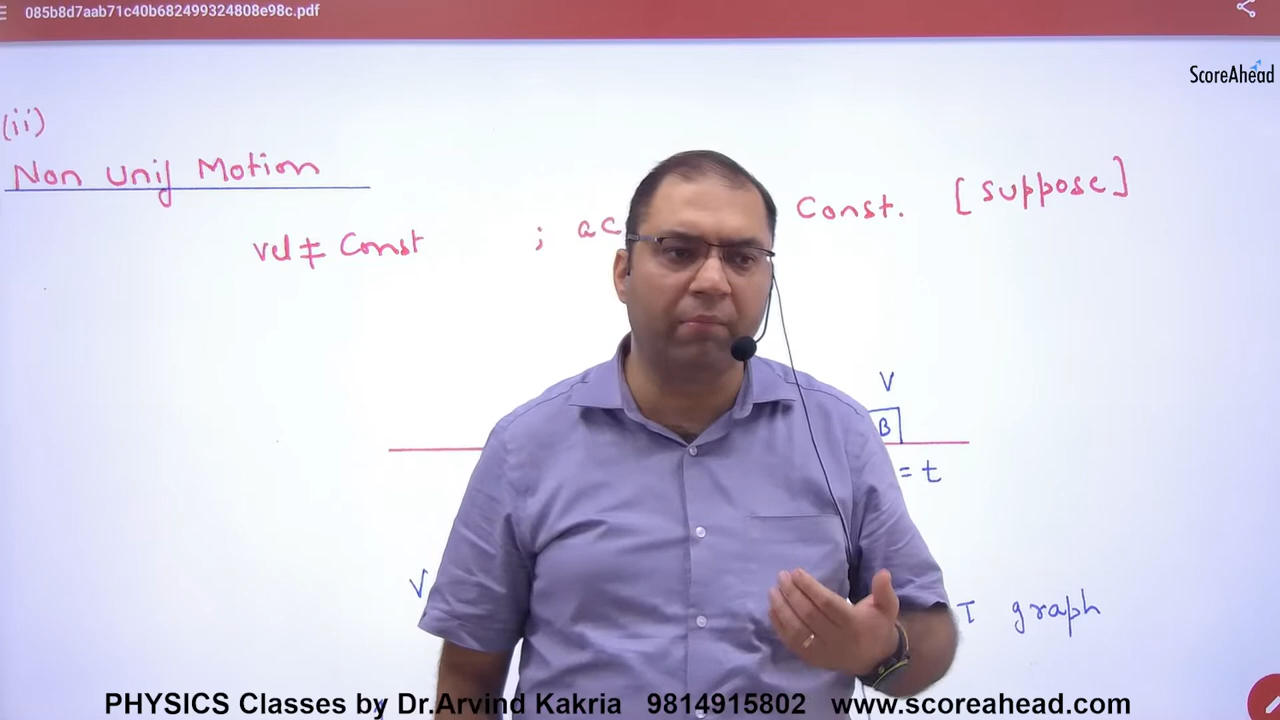 085b8d7aab71c40b682499324808e98c.pdf
ScoreAhead
(ii)
Non Unif Motion
vel ≠ Const ; ac Const. [suppose]
V
B
= t
V
T graph
PHYSICS Classes by Dr.Arvind Kakria 9814915802 www.scoreahead.com